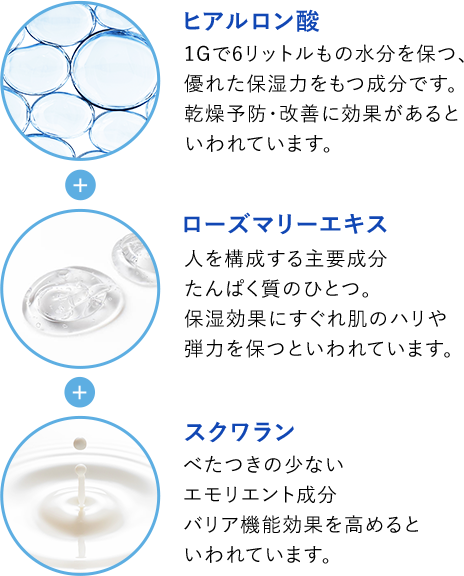 ヒアルロン酸
1Gで6リットルもの水分を保つ、
優れた保湿力をもつ成分です。
乾燥予防・改善に効果があると
いわれています。
+
ローズマリーエキス
人を構成する主要成分
たんぱく質のひとつ。
保湿効果にすぐれ肌のハリや
弾力を保つといわれています。
+
スクワラン
べたつきの少ない
エモリエント成分
バリア機能効果を高めると
いわれています。